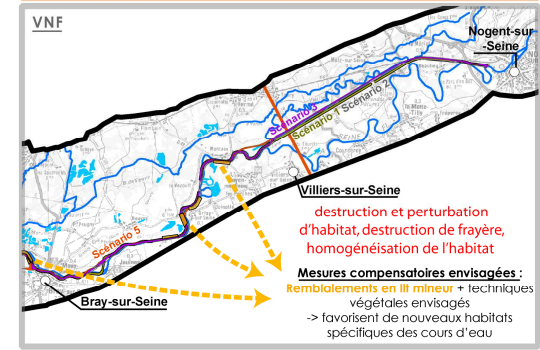 VNF
Nogent-sur
-Seine
Scénario 3
Scénario 1 Scénario 2
Villiers-sur-Seine
Scénario 5
Bray-sur-Seine
destruction et perturbation
d'habitat, destruction de frayère,
homogénéisation de l'habitat
Mesures compensatoires envisagées :
Remblaiements en lit mineur + techniques
végétales envisagés
-> favorisent de nouveaux habitats
spécifiques des cours d'eau